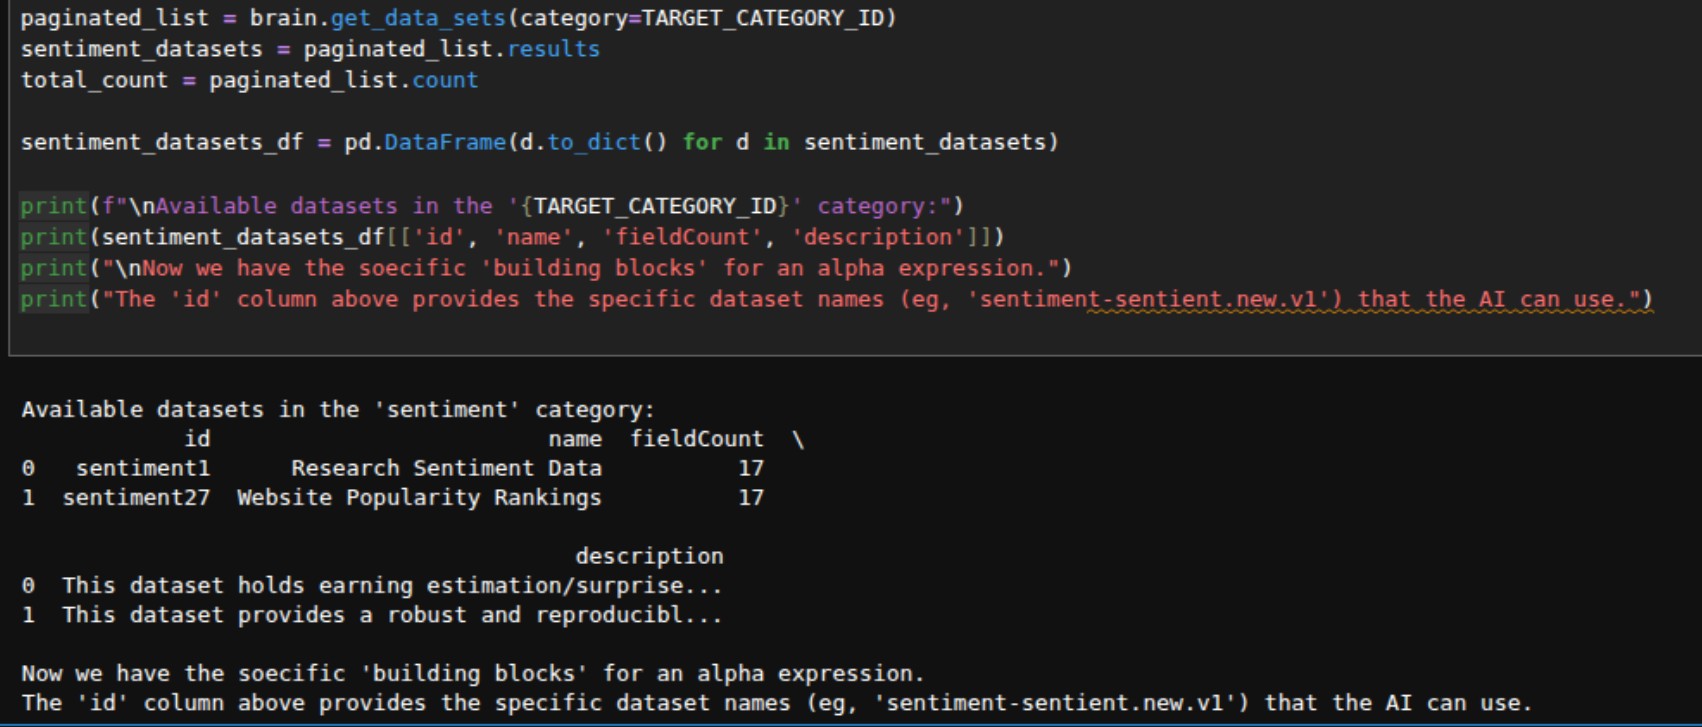 paginated_list = brain.get_data_sets(category=TARGET_CATEGORY_ID)
sentiment_datasets = paginated_list.results
total_count = paginated_list.count
sentiment_datasets_df = pd.DataFrame(d.to_dict() for d in sentiment_datasets)
print(f"\nAvailable datasets in the '{TARGET_CATEGORY_ID}' category:")
print(sentiment_datasets_df[['id', 'name', 'fieldCount', 'description']])
print("\nNow we have the soecific 'building blocks' for an alpha expression.")
print("The 'id' column above provides the specific dataset names (eg, 'sentiment-sentient.new.v1') that the AI can use.")
Available datasets in the 'sentiment' category:
id name fieldCount \
0 sentiment1 Research Sentiment Data 17
1 sentiment27 Website Popularity Rankings 17
description
0 This dataset holds earning estimation/surprise...
1 This dataset provides a robust and reproducibl...
Now we have the soecific 'building blocks' for an alpha expression.
The 'id' column above provides the specific dataset names (eg, 'sentiment-sentient.new.v1') that the AI can use.